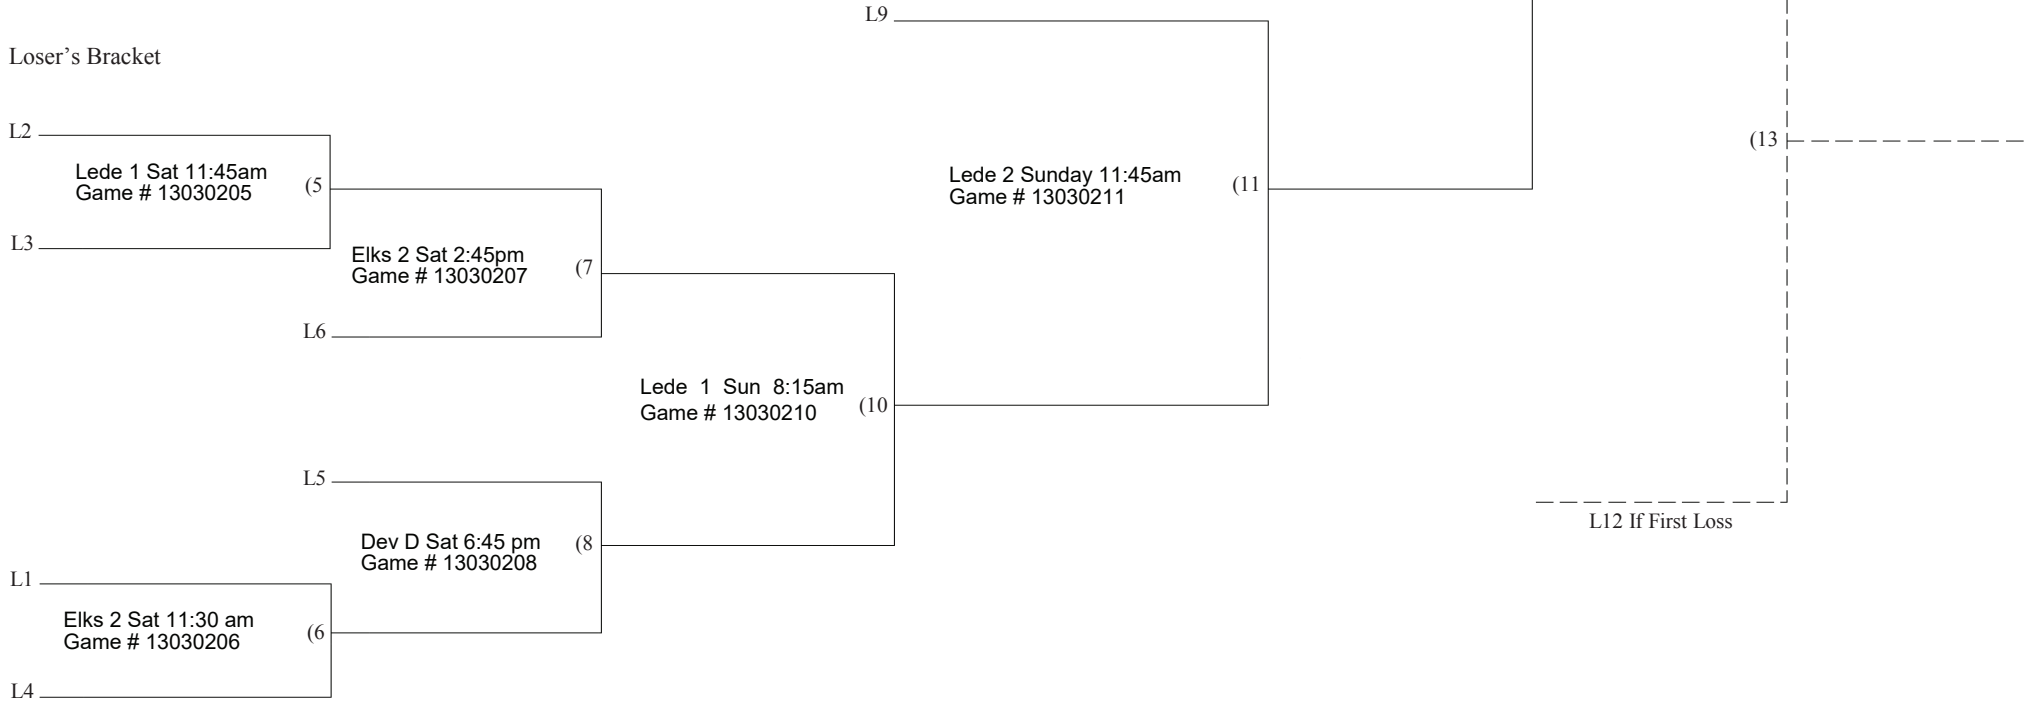 L9
Loser’s Bracket
L2
Lede 1 Sat 11:45am
Game # 13030205
(5
L3
Elks 2 Sat 2:45pm
Game # 13030207
(7
L6
Lede 1 Sun 8:15am
Game # 13030210
(10
Lede 2 Sunday 11:45am
Game # 13030211
(11
(13
L5
Dev D Sat 6:45 pm
Game # 13030208
(8
L12 If First Loss
L1
Elks 2 Sat 11:30 am
Game # 13030206
(6
L4